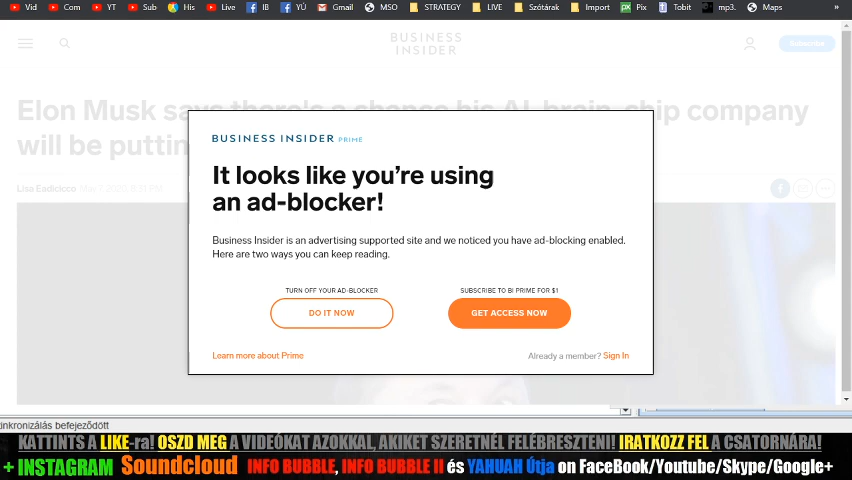 Vid Com YT Sub His Live IB YÚ Gmail MSO STRATEGY LIVE Szótárak Import Pix Tobit mp3. Maps »
BUSINESS
INSIDER
Subscribe
Elon Musk says there's a chance his AI brain-chip company
will be putting
Lisa Eadicicco
BUSINESS INSIDER PRIME
It looks like you're using
an ad-blocker!
Business Insider is an advertising supported site and we noticed you have ad-blocking enabled.
Here are two ways you can keep reading.
TURN OFF YOUR AD-BLOCKER SUBSCRIBE TO BI PRIME FOR $1
DO IT NOW GET ACCESS NOW
Learn more about Prime Already a member? Sign In
zinkronizálás befejeződött
KATTINTS A LIKE-ra! OSZD MEG A VIDEÓKAT AZOKKAL, AKIKET SZERETNÉL FELÉBRESZTENI! IRATKOZZ FEL A CSATORNÁRA!
+ INSTAGRAM Soundcloud INFO BUBBLE, INFO BUBBLE II és YAHUAH Útja on FaceBook/Youtube/Skype/Google+